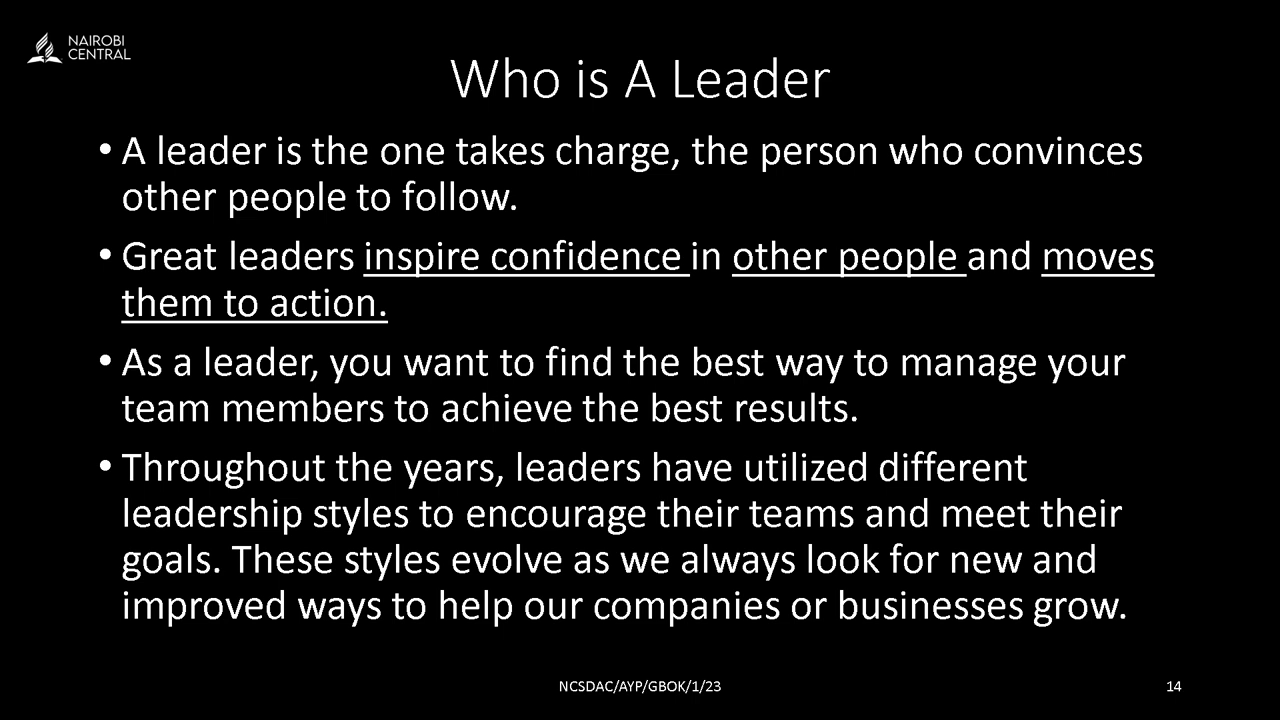 NAIROBI
CENTRAL
Who is A Leader
• A leader is the one takes charge, the person who convinces
other people to follow.
• Great leaders inspire confidence in other people and moves
them to action.
• As a leader, you want to find the best way to manage your
team members to achieve the best results.
• Throughout the years, leaders have utilized different
leadership styles to encourage their teams and meet their
goals. These styles evolve as we always look for new and
improved ways to help our companies or businesses grow.
NCSDAC/AYP/GBOK/1/23
14